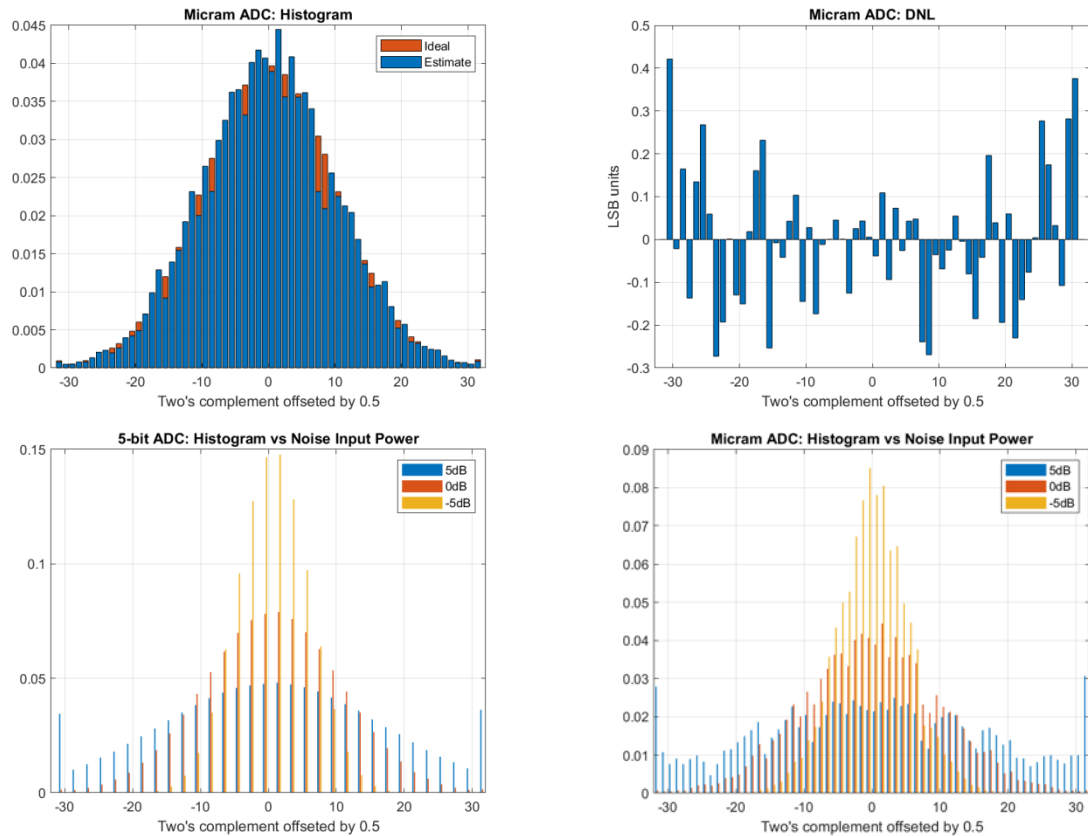 Micram ADC: Histogram
0.045
0.04
0.035
0.03
0.025
0.02
0.015
0.01
0.005
0
Ideal
Estimate
-30 -20 -10 0 10 20 30
Two's complement offseted by 0.5
Micram ADC: DNL
LSB units
0.5
0.4
0.3
0.2
0.1
0
-0.1
-0.2
-0.3
-30 -20 -10 0 10 20 30
Two's complement offseted by 0.5
5-bit ADC: Histogram vs Noise Input Power
0.15
0.1
0.05
0
5dB
0dB
-5dB
-30 -20 -10 0 10 20 30
Two's complement offseted by 0.5
Micram ADC: Histogram vs Noise Input Power
0.09
0.08
0.07
0.06
0.05
0.04
0.03
0.02
0.01
0
5dB
0dB
-5dB
-30 -20 -10 0 10 20 30
Two's complement offseted by 0.5